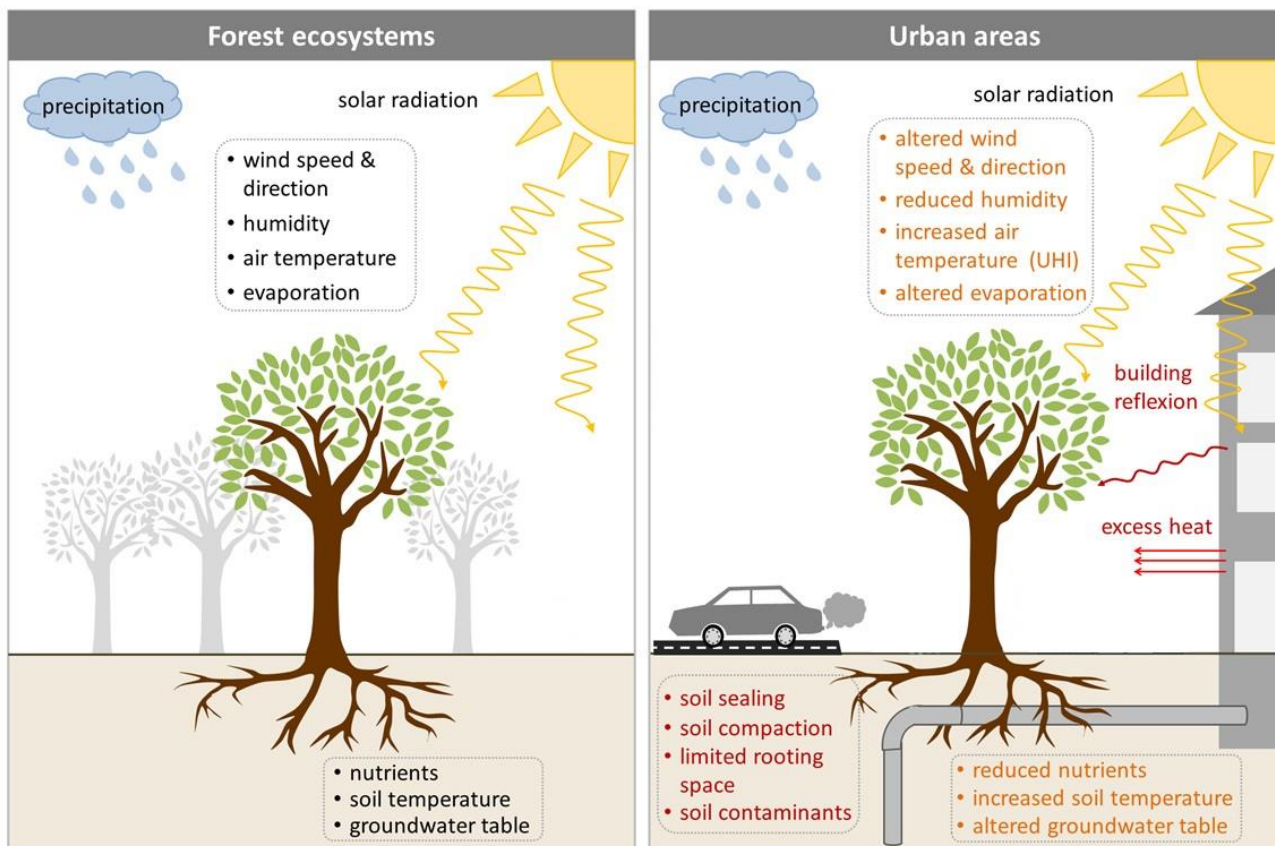 Forest ecosystems
precipitation
solar radiation
• wind speed &
direction
• humidity
• air temperature
• evaporation
• nutrients
• soil temperature
• groundwater table
Urban areas
precipitation
solar radiation
• altered wind
speed & direction
• reduced humidity
• increased air
temperature (UHI)
• altered evaporation
building
reflexion
excess heat
• soil sealing
• soil compaction
• limited rooting
space
• soil contaminants
• reduced nutrients
• increased soil temperature
• altered groundwater table